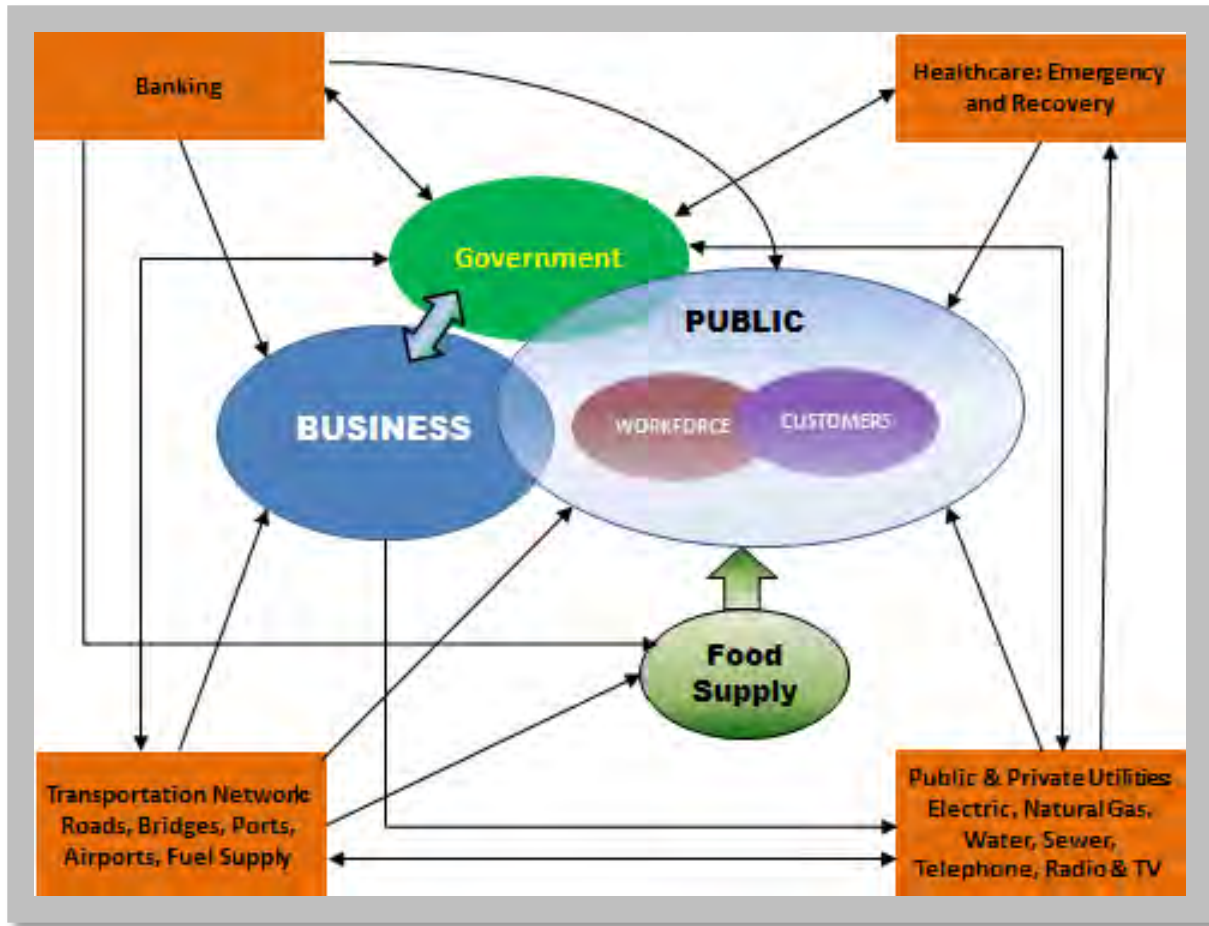 Banking
Healthcare: Emergency
and Recovery
Government
PUBLIC
BUSINESS
WORKFORCE
CUSTOMERS
Food
Supply
Transportation Network:
Roads, Bridges, Ports,
Airports, Fuel Supply
Public & Private Utilities:
Electric, Natural Gas,
Water, Sewer,
Telephone, Radio & TV